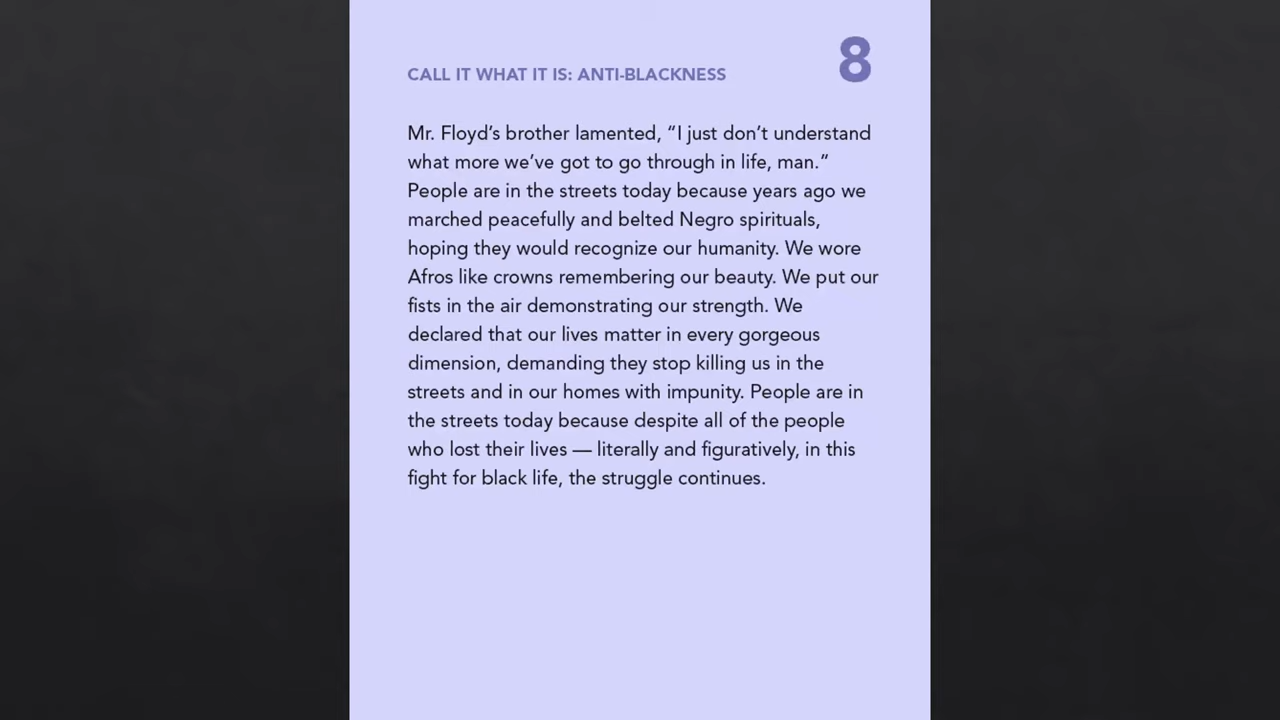 CALL IT WHAT IT IS: ANTI-BLACKNESS
8
Mr. Floyd’s brother lamented, “I just don’t understand
what more we’ve got to go through in life, man.“
People are in the streets today because years ago we
marched peacefully and belted Negro spirituals,
hoping they would recognize our humanity. We wore
Afros like crowns remembering our beauty. We put our
fists in the air demonstrating our strength. We
declared that our lives matter in every gorgeous
dimension, demanding they stop killing us in the
streets and in our homes with impunity. People are in
the streets today because despite all of the people
who lost their lives — literally and figuratively, in this
fight for black life, the struggle continues.